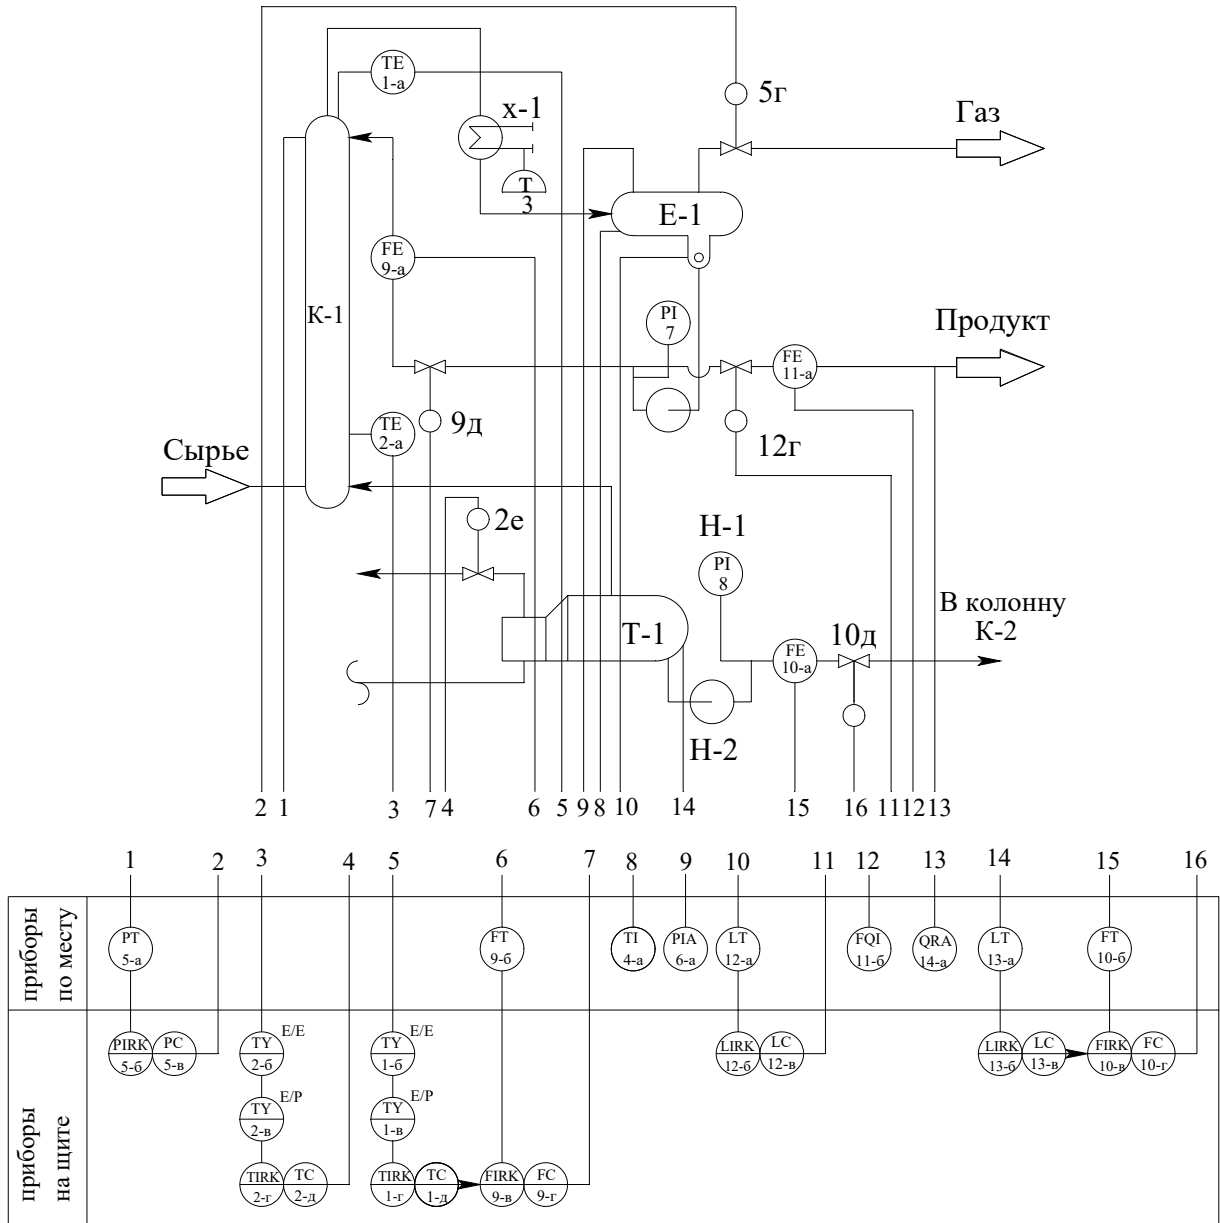 TE
1-а
х-1
5г
Газ
Т
3
Е-1
FE
9-а
К-1
PI
7
Продукт
FE
11-а
TE
2-а
9д
12г
Сырье
2е
Н-1
PI
8
В колонну
К-2
Т-1
10д
FE
10-а
Н-2
2 1 3 7 4 6 5 9 8 10 14 15 16 11 12 13
1 2 3 4 5 6 7 8 9 10 11 12 13 14 15 16
приборы
по месту
PT
5-а
FT
9-б
TI
4-а
PIA
6-а
LT
12-а
FQI
11-б
QRA
14-а
LT
13-а
FT
10-б
приборы
на щите
PIRK
5-б
PC
5-в
TY
2-б
E/E
TY
1-б
E/E
LIRK
12-б
LC
12-в
LIRK
13-б
LC
13-в
FIRK
10-в
FC
10-г
TY
2-в
E/P
TY
1-в
E/P
TIRK
2-г
TC
2-д
TIRK
1-г
TC
1-д
FIRK
9-в
FC
9-г